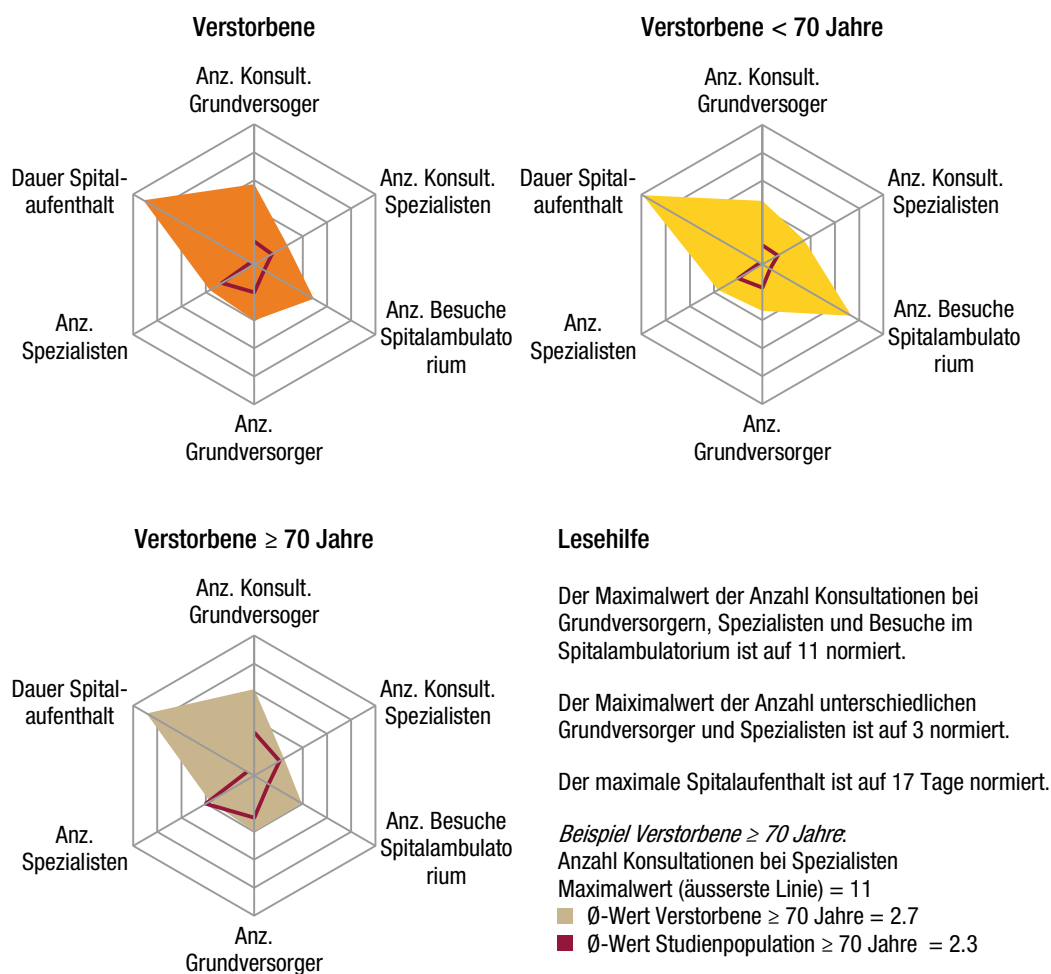 Verstorbene
Anz. Konsult.
Grundversoger
Anz. Konsult.
Spezialisten
Anz. Besuche
Spitalambulato
rium
Anz.
Grundversorger
Anz.
Spezialisten
Dauer Spital-
aufenthalt
Verstorbene < 70 Jahre
Anz. Konsult.
Grundversoger
Anz. Konsult.
Spezialisten
Anz. Besuche
Spitalambulato
rium
Anz.
Grundversorger
Anz.
Spezialisten
Dauer Spital-
aufenthalt
Verstorbene ≥ 70 Jahre
Anz. Konsult.
Grundversoger
Anz. Konsult.
Spezialisten
Anz. Besuche
Spitalambulato
rium
Anz.
Grundversorger
Anz.
Spezialisten
Dauer Spital-
aufenthalt
Lesehilfe
Der Maximalwert der Anzahl Konsultationen bei
Grundversorgern, Spezialisten und Besuche im
Spitalambulatorium ist auf 11 normiert.
Der Maiximalwert der Anzahl unterschiedlichen
Grundversorger und Spezialisten ist auf 3 normiert.
Der maximale Spitalaufenthalt ist auf 17 Tage normiert.
Beispiel Verstorbene ≥ 70 Jahre:
Anzahl Konsultationen bei Spezialisten
Maximalwert (äusserste Linie) = 11
Ø-Wert Verstorbene ≥ 70 Jahre = 2.7
Ø-Wert Studienpopulation ≥ 70 Jahre = 2.3